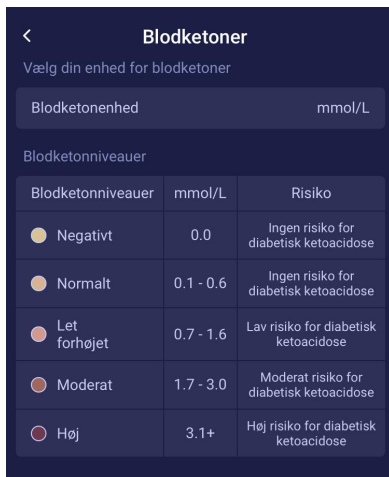 Blodketoner
Vælg din enhed for blodketoner
Blodketonenhed mmol/L
Blodketonniveauer
Blodketonniveauer mmol/L Risiko
Negativt 0.0 Ingen risiko for
diabetisk ketoacidose
Normalt 0.1 - 0.6 Ingen risiko for
diabetisk ketoacidose
Let
forhøjet 0.7 - 1.6 Lav risiko for diabetisk
ketoacidose
Moderat 1.7 - 3.0 Moderat risiko for
diabetisk ketoacidose
Høj 3.1+ Høj risiko for diabetisk
ketoacidose